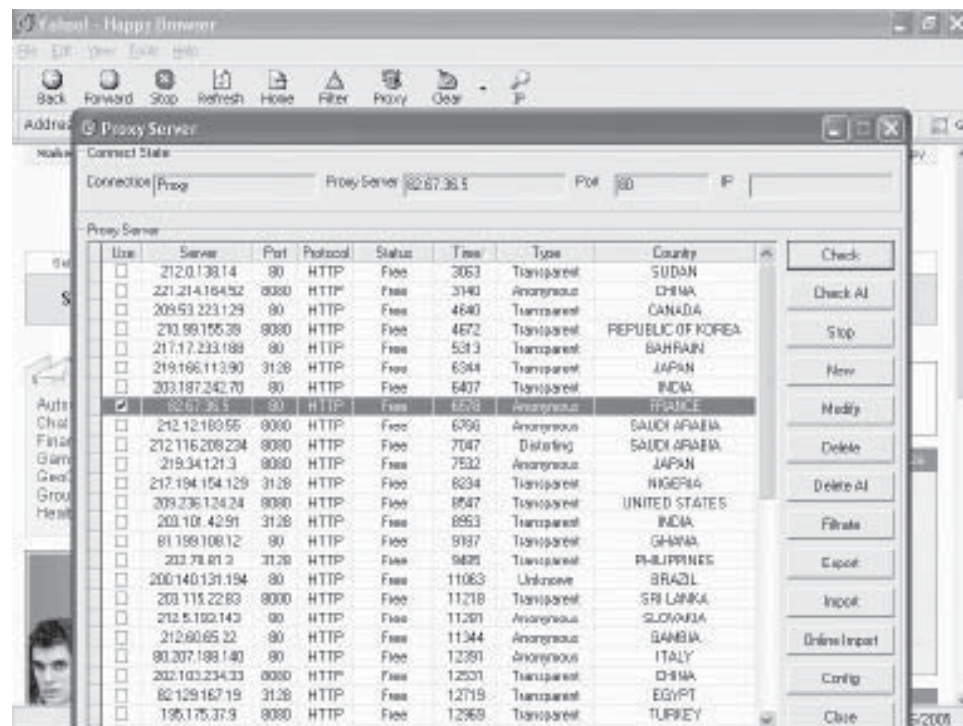 Yahoo! - Happy Browser
File Edit View Tools Help
Back Forward Stop Refresh Home Filter Proxy Clear IP
Proxy Server
Connect State
Connection Proxy Proxy Server 82.67.36.5 Port 80 IP
Proxy Server
Use Server Port Protocol Status Time Type Country
212.0.138.14 80 HTTP Free 3063 Transparent SUDAN
221.214.164.52 8080 HTTP Free 3140 Anonymous CHINA
209.53.223.129 80 HTTP Free 4640 Transparent CANADA
210.99.155.39 8080 HTTP Free 4672 Transparent REPUBLIC OF KOREA
217.17.233.188 80 HTTP Free 5313 Transparent BAHRAIN
219.166.113.90 3128 HTTP Free 6344 Transparent JAPAN
203.187.242.70 80 HTTP Free 6407 Transparent INDIA
82.67.36.5 80 HTTP Free 6578 Anonymous FRANCE
212.12.180.55 8080 HTTP Free 6796 Anonymous SAUDI ARABIA
212.116.208.234 8080 HTTP Free 7047 Distorting SAUDI ARABIA
219.34.121.3 8080 HTTP Free 7532 Anonymous JAPAN
217.194.154.129 3128 HTTP Free 8234 Transparent NIGERIA
209.236.124.24 8080 HTTP Free 8547 Transparent UNITED STATES
203.101.42.91 3128 HTTP Free 8953 Transparent INDIA
81.199.108.12 80 HTTP Free 9187 Transparent GHANA
202.78.81.3 3128 HTTP Free Transparent PHILIPPINES
200.140.131.194 80 HTTP Free 11063 Unknown BRAZIL
203.115.22.83 8000 HTTP Free 11218 Transparent SRI LANKA
80 HTTP Free Anonymous SLOVAKIA
212.60.65.22 80 HTTP Free 11344 Anonymous GAMBIA
80.207.188.140 80 HTTP Free 12391 Anonymous ITALY
202.103.234.33 8080 HTTP Free 12531 Transparent CHINA
82.129.167.19 3128 HTTP Free 12719 Transparent EGYPT
195.175.37.9 8080 HTTP Free 12969 Transparent TURKEY
Check
Check All
Stop
New
Modify
Delete
Delete All
Filtrate
Export
Import
Online Import
Config
Close